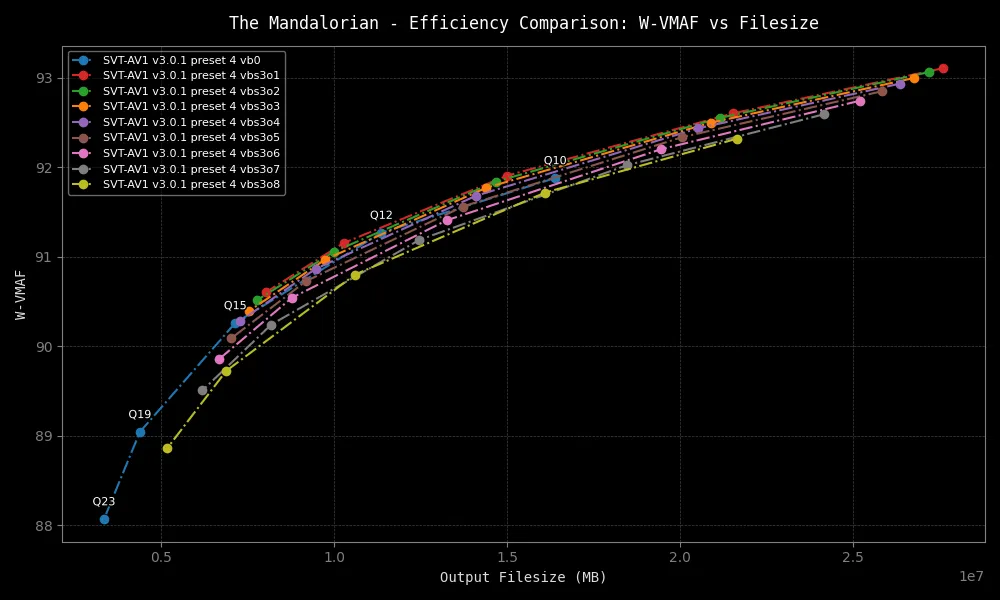 The Mandalorian - Efficiency Comparison: W-VMAF vs Filesize
SVT-AV1 v3.0.1 preset 4 vb0
SVT-AV1 v3.0.1 preset 4 vbs3o1
SVT-AV1 v3.0.1 preset 4 vbs3o2
SVT-AV1 v3.0.1 preset 4 vbs3o3
SVT-AV1 v3.0.1 preset 4 vbs3o4
SVT-AV1 v3.0.1 preset 4 vbs3o5
SVT-AV1 v3.0.1 preset 4 vbs3o6
SVT-AV1 v3.0.1 preset 4 vbs3o7
SVT-AV1 v3.0.1 preset 4 vbs3o8
93
92
91
90
89
88
W-VMAF
Q10
Q12
Q15
Q19
Q23
0.5
1.0
1.5
2.0
2.5
1e7
Output Filesize (MB)